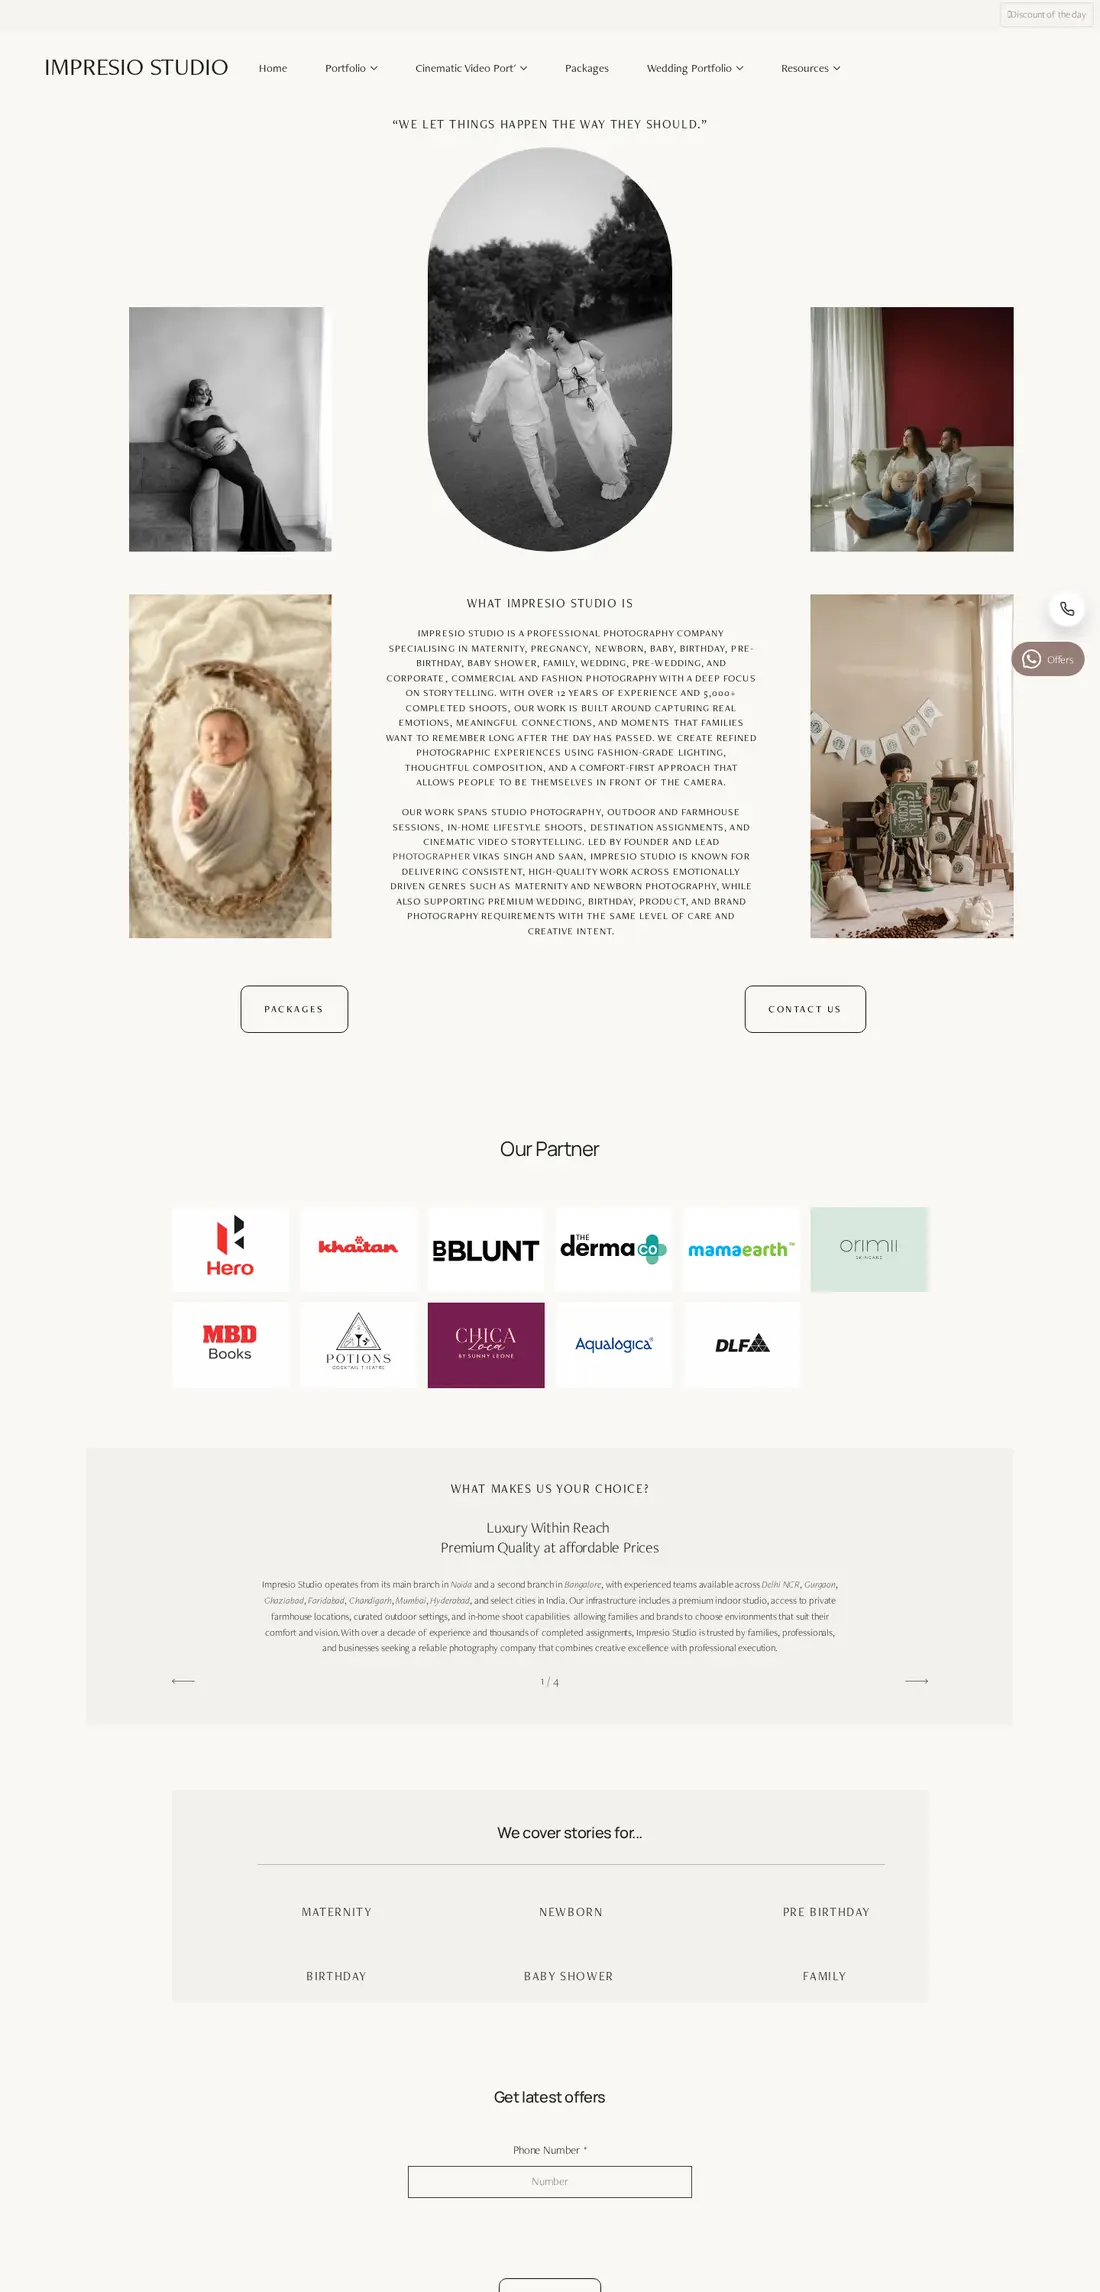 Discount of the day
IMPRESIO STUDIO
Home
Portfolio
Cinematic Video Port'
Packages
Wedding Portfolio
Resources
“WE LET THINGS HAPPEN THE WAY THEY SHOULD.”
WHAT IMPRESIO STUDIO IS
IMPRESIO STUDIO IS A PROFESSIONAL PHOTOGRAPHY COMPANY
SPECIALISING IN MATERNITY, PREGNANCY, NEWBORN, BABY, BIRTHDAY, PRE-
BIRTHDAY, BABY SHOWER, FAMILY, WEDDING, PRE-WEDDING, AND
CORPORATE, COMMERCIAL AND FASHION PHOTOGRAPHY WITH A DEEP FOCUS
ON STORYTELLING. WITH OVER 12 YEARS OF EXPERIENCE AND 5,000+
COMPLETED SHOOTS, OUR WORK IS BUILT AROUND CAPTURING REAL
EMOTIONS, MEANINGFUL CONNECTIONS, AND MOMENTS THAT FAMILIES
WANT TO REMEMBER LONG AFTER THE DAY HAS PASSED. WE CREATE REFINED
PHOTOGRAPHIC EXPERIENCES USING FASHION-GRADE LIGHTING,
THOUGHTFUL COMPOSITION, AND A COMFORT-FIRST APPROACH THAT
ALLOWS PEOPLE TO BE THEMSELVES IN FRONT OF THE CAMERA.
OUR WORK SPANS STUDIO PHOTOGRAPHY, OUTDOOR AND FARMHOUSE
SESSIONS, IN-HOME LIFESTYLE SHOOTS, DESTINATION ASSIGNMENTS, AND
CINEMATIC VIDEO STORYTELLING. LED BY FOUNDER AND LEAD
PHOTOGRAPHER VIKAS SINGH AND SAAN, IMPRESIO STUDIO IS KNOWN FOR
DELIVERING CONSISTENT, HIGH-QUALITY WORK ACROSS EMOTIONALLY
DRIVEN GENRES SUCH AS MATERNITY AND NEWBORN PHOTOGRAPHY, WHILE
ALSO SUPPORTING PREMIUM WEDDING, BIRTHDAY, PRODUCT, AND BRAND
PHOTOGRAPHY REQUIREMENTS WITH THE SAME LEVEL OF CARE AND
CREATIVE INTENT.
HOT
COCOA
Offers
PACKAGES
CONTACT US
Our Partner
Hero
khaitan
BBLUNT
THE
derma co
mamaearth™
orimii
SKINCARE
MBD
Books
POTIONS
COCKTAIL THEATRE
CHICA
Loca
BY SUNNY LEONE
Aqualogica®
DLF
WHAT MAKES US YOUR CHOICE?
Luxury Within Reach
Premium Quality at affordable Prices
Impresio Studio operates from its main branch in Noida and a second branch in Bangalore, with experienced teams available across Delhi NCR, Gurgaon,
Ghaziabad, Faridabad, Chandigarh, Mumbai, Hyderabad, and select cities in India. Our infrastructure includes a premium indoor studio, access to private
farmhouse locations, curated outdoor settings, and in-home shoot capabilities allowing families and brands to choose environments that suit their
comfort and vision. With over a decade of experience and thousands of completed assignments, Impresio Studio is trusted by families, professionals,
and businesses seeking a reliable photography company that combines creative excellence with professional execution.
1 / 4
We cover stories for...
MATERNITY
NEWBORN
PRE BIRTHDAY
BIRTHDAY
BABY SHOWER
FAMILY
Get latest offers
Phone Number *
Number